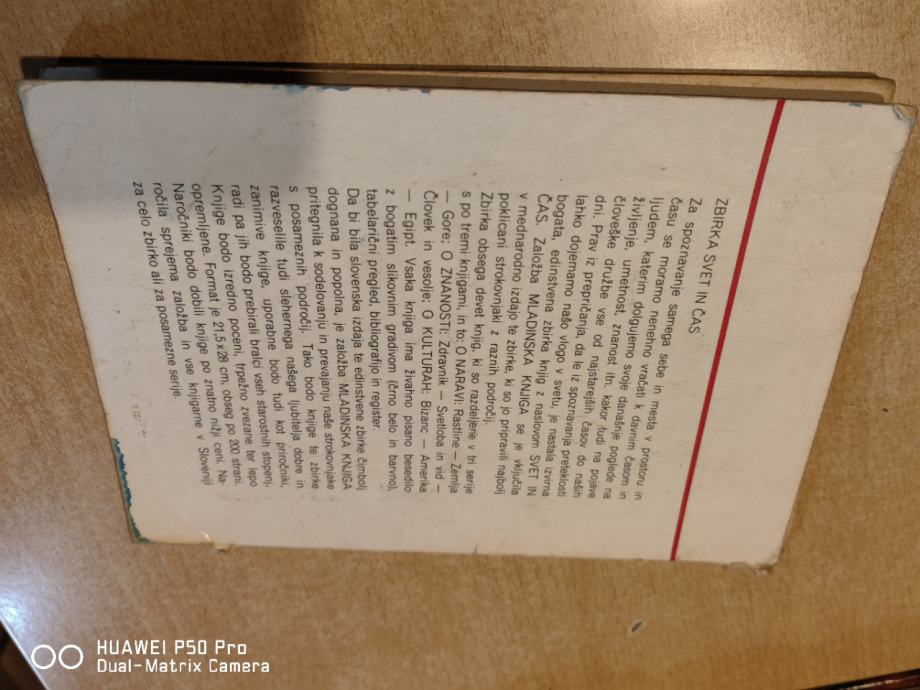 ZBIRKA SVET IN ČAS
Za spoznavanje samega sebe in mesta v prostoru in
času se moramo nenehno vračati k davnim časom in
ljudem, katerim dolgujemo svoje današnje poglede na
življenje, umetnost, znanost itn. kakor tudi na pojave
človeške družbe vse od najstarejših časov do naših
dni. Prav iz prepričanja, da le iz spoznavanja preteklosti
lahko dojemamo našo vlogo v svetu, je nastala izvirna
bogata, edinstvena zbirka knjig z naslovom SVET IN
ČAS. Založba MLADINSKA KNJIGA se je vključila
v mednarodno izdajo te zbirke, ki so jo pripravili najbolj
poklicani strokovnjaki z raznih področij.
Zbirka obsega devet knjig, ki so razdeljene v tri serije
s po tremi knjigami, in to: O NARAVI: Rastline — Zemlja
— Gore; O ZNANOSTI: Zdravnik — Svetloba in vid —
Človek in vesolje; O KULTURAH: Bizanc — Amerika
— Egipt. Vsaka knjiga ima živahno pisano besedilo
z bogatim slikovnim gradivom (črno belo in barvno),
tabelarični pregled, bibliografijo in register.
Da bi bila slovenska izdaja te edinstvene zbirke čimbolj
dognana in popolna, je založba MLADINSKA KNJIGA
pritegnila k sodelovanju in prevajanju naše strokovnjake
s posameznih področij. Tako bodo knjige te zbirke
razveselile tudi slehernega našega ljubitelja dobre in
zanimive knjige, uporabne bodo tudi kot priročniki,
radi pa jih bodo prebirali bralci vseh starostnih stopenj.
Knjige bodo izredno poceni, trpežno zvezane ter lepo
opremljene. Format je 21,5 x 28 cm, obseg po 200 strani.
Naročniki bodo dobili knjige po znatno nižji ceni. Na-
ročila sprejema založba in vse knjigarne v Sloveniji
za celo zbirko ali za posamezne serije.
HUAWEI P50 Pro
Dual-Matrix Camera